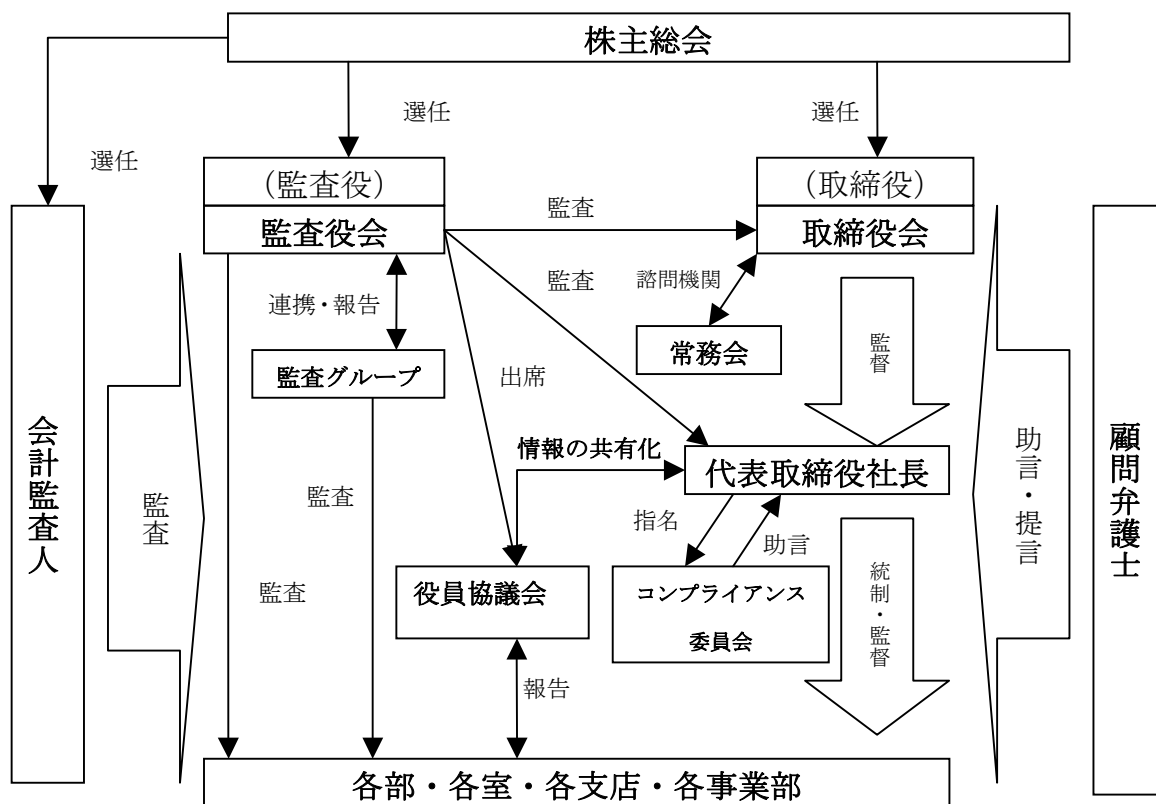 株主総会
選任
選任
選任
（監査役）
（取締役）
監査役会
監査
取締役会
監査
諮問機関
連携・報告
常務会
監督
監査グループ
出席
情報の共有化
代表取締役社長
会計監査人
監査
監査
指名
助言
助言・提言
顧問弁護士
監査
役員協議会
コンプライアンス
委員会
統制・監督
報告
各部・各室・各支店・各事業部